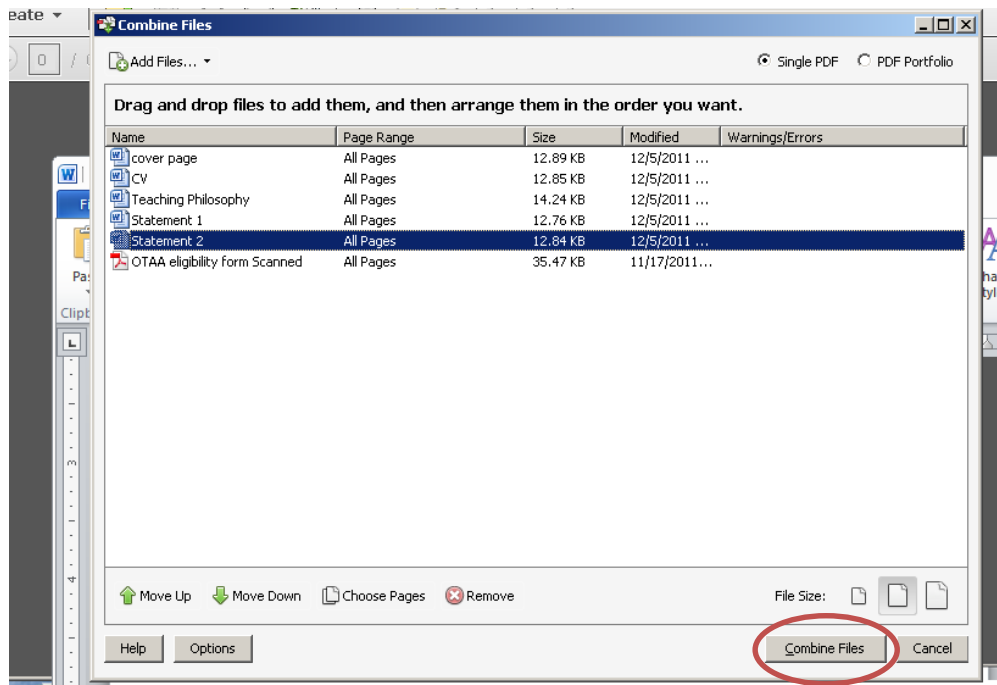 eate
Combine Files
0 /
Add Files...
Single PDF PDF Portfolio
Drag and drop files to add them, and then arrange them in the order you want.
Name Page Range Size Modified Warnings/Errors
cover page All Pages 12.89 KB 12/5/2011 ...
CV All Pages 12.85 KB 12/5/2011 ...
Teaching Philosophy All Pages 14.24 KB 12/5/2011 ...
Statement 1 All Pages 12.76 KB 12/5/2011 ...
Statement 2 All Pages 12.84 KB 12/5/2011 ...
OTAA eligibility form Scanned All Pages 35.47 KB 11/17/2011...
W
Fi
Pas
Clipb
L
3
4
Move Up Move Down Choose Pages Remove File Size:
Help Options Combine Files Cancel